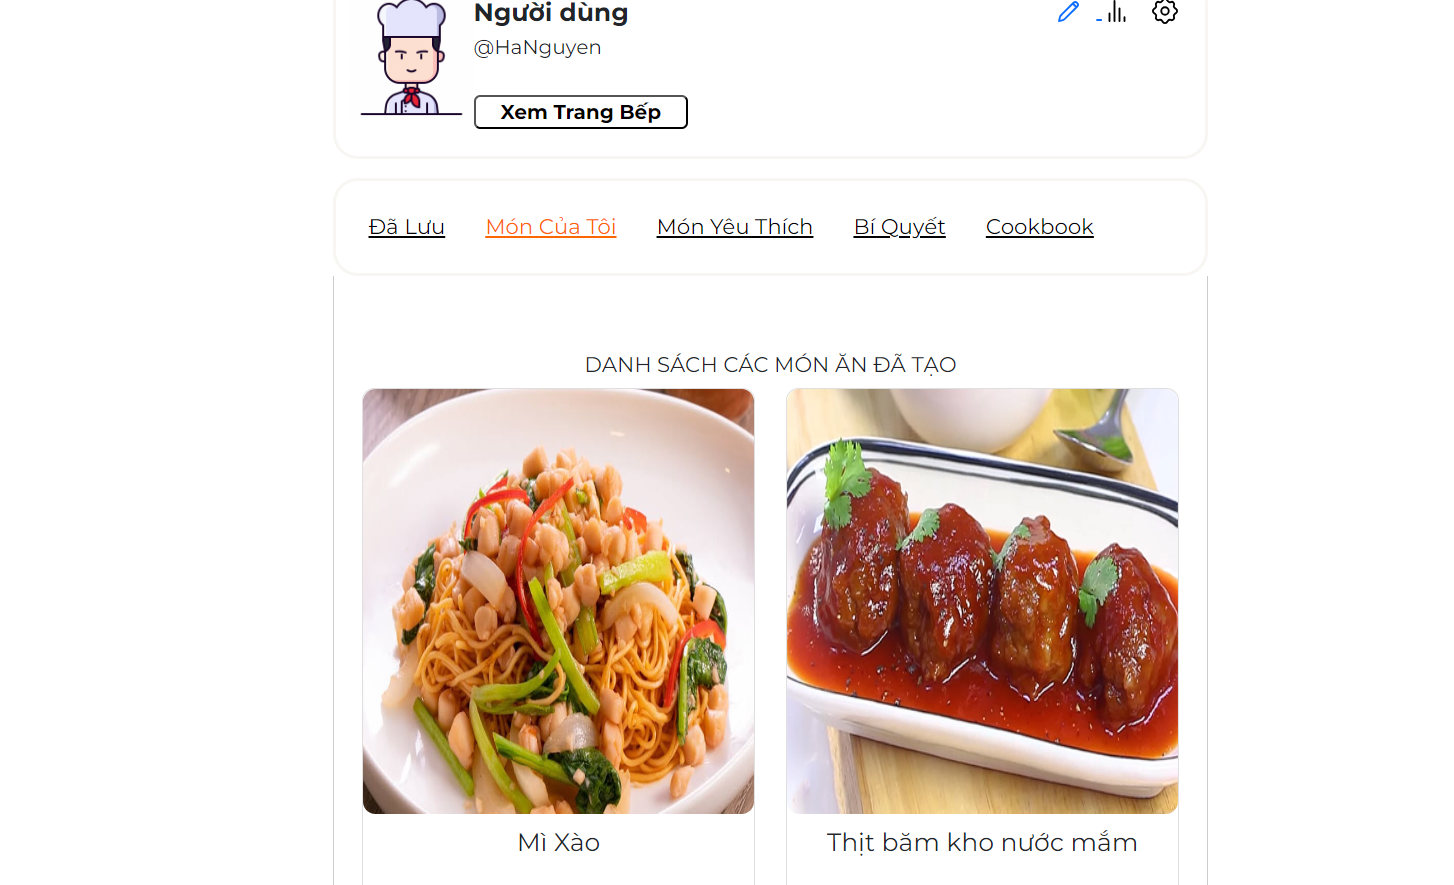 Người dùng
@HaNguyen
Xem Trang Bếp
Đã Lưu Món Của Tôi Món Yêu Thích Bí Quyết Cookbook
DANH SÁCH CÁC MÓN ĂN ĐÃ TẠO
Mì Xào
Thịt băm kho nước mắm